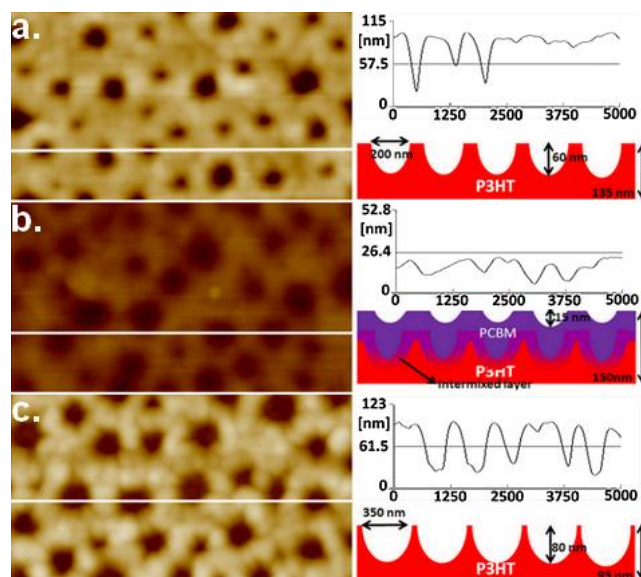 a.
115
[nm]
57.5
0
0 1250 2500 3750 5000
200 nm
60 nm
P3HT
135 nm
b.
52.8
[nm]
26.4
0
0 1250 2500 3750 5000
15 nm
PCBM
P3HT
150nm
Intermixed layer
c.
123
[nm]
61.5
0
0 1250 2500 3750 5000
350 nm
80 nm
P3HT